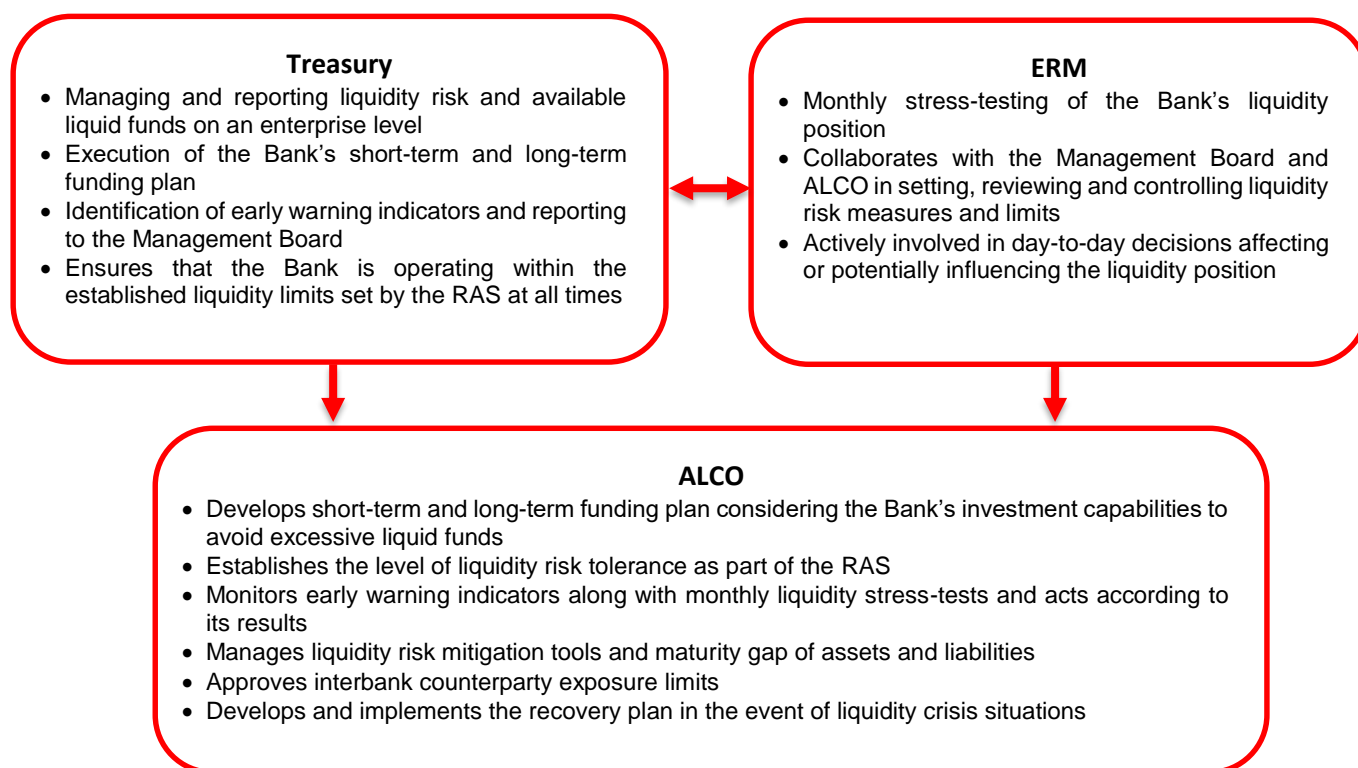 Treasury
• Managing and reporting liquidity risk and available
liquid funds on an enterprise level
• Execution of the Bank’s short-term and long-term
funding plan
• Identification of early warning indicators and reporting
to the Management Board
• Ensures that the Bank is operating within the
established liquidity limits set by the RAS at all times
ERM
• Monthly stress-testing of the Bank’s liquidity
position
• Collaborates with the Management Board and
ALCO in setting, reviewing and controlling liquidity
risk measures and limits
• Actively involved in day-to-day decisions affecting
or potentially influencing the liquidity position
ALCO
• Develops short-term and long-term funding plan considering the Bank’s investment capabilities to
avoid excessive liquid funds
• Establishes the level of liquidity risk tolerance as part of the RAS
• Monitors early warning indicators along with monthly liquidity stress-tests and acts according to
its results
• Manages liquidity risk mitigation tools and maturity gap of assets and liabilities
• Approves interbank counterparty exposure limits
• Develops and implements the recovery plan in the event of liquidity crisis situations